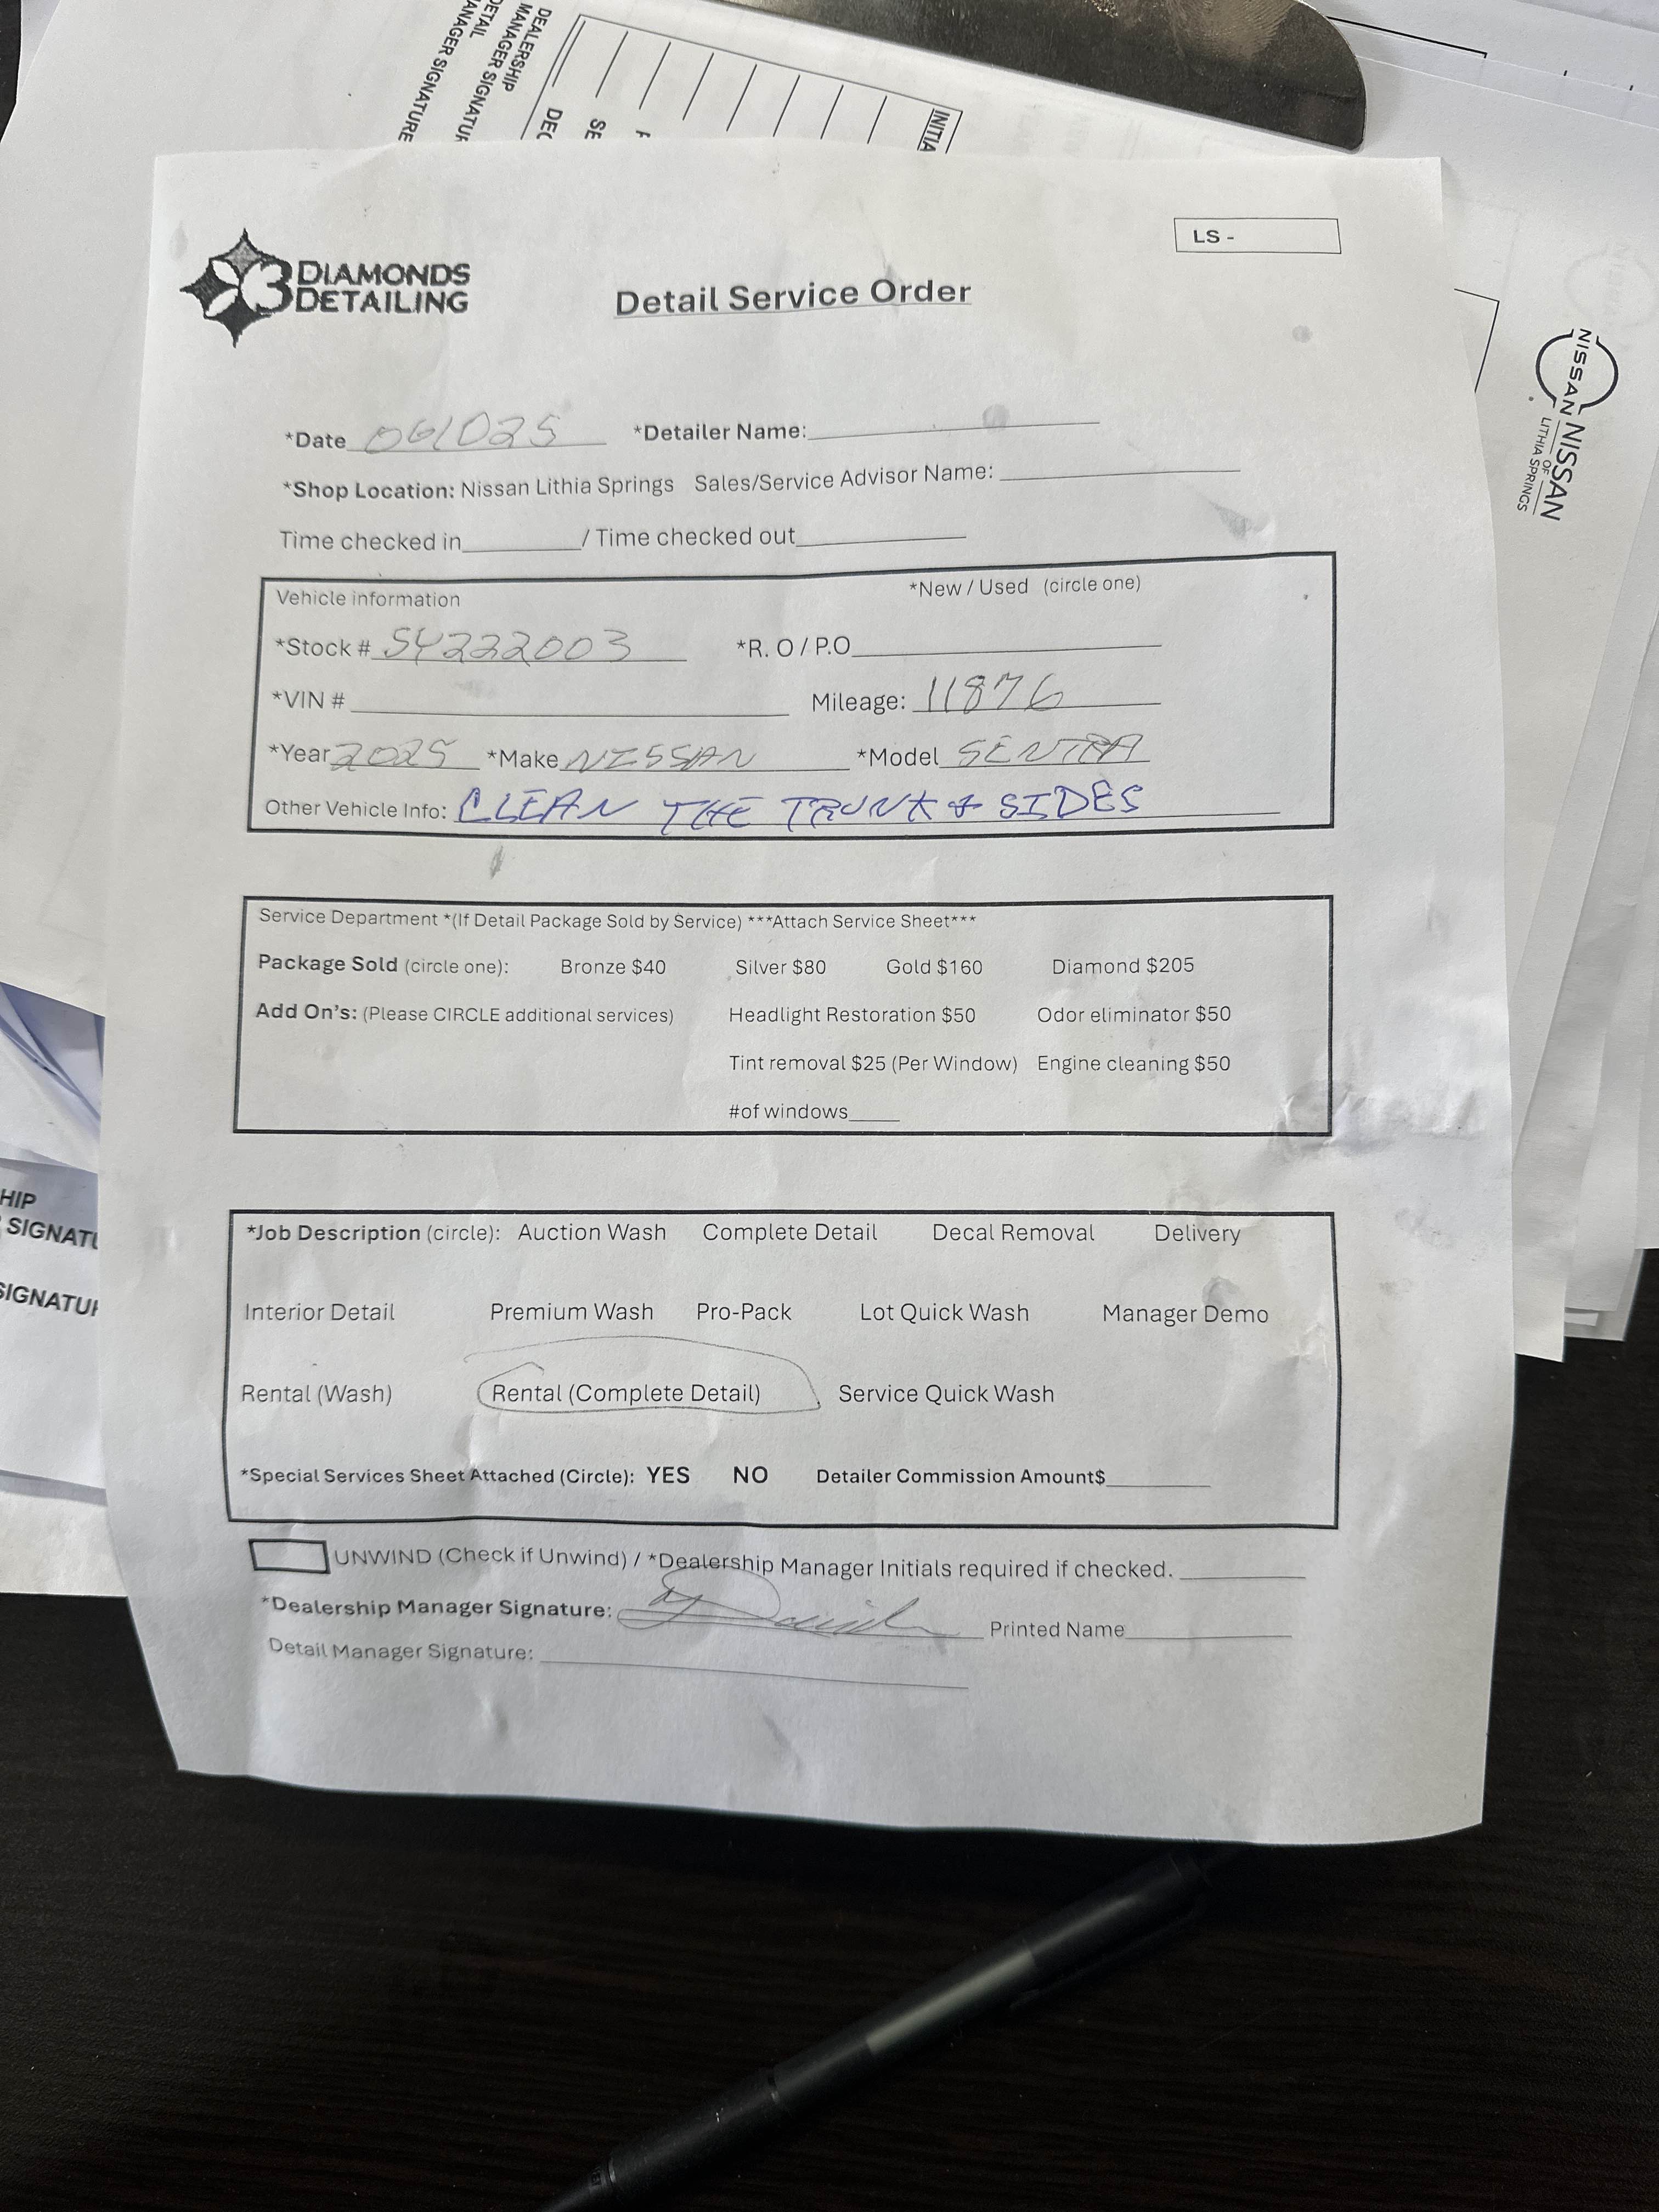 DEALERSHIP
MANAGER SIGNATUR
DETAIL
ANAGER SIGNATURE
DEC
SE
INITIA
LS -
3 DIAMONDS
DETAILING
Detail Service Order
NISSAN
NISSAN
OF
LITHIA SPRINGS
*Date 061025 *Detailer Name:
*Shop Location: Nissan Lithia Springs Sales/Service Advisor Name:
Time checked in________/ Time checked out
Vehicle information *New / Used (circle one)
*Stock # SY222003 *R. O / P.O
*VIN # Mileage: 11876
*Year 2025 *Make NISSAN *Model SENTRA
Other Vehicle Info: CLEAN THE TRUNK & SIDES
Service Department *(If Detail Package Sold by Service) ***Attach Service Sheet***
Package Sold (circle one): Bronze $40 Silver $80 Gold $160 Diamond $205
Add On's: (Please CIRCLE additional services) Headlight Restoration $50 Odor eliminator $50
Tint removal $25 (Per Window) Engine cleaning $50
#of windows
HIP
SIGNATU
SIGNATUR
*Job Description (circle): Auction Wash Complete Detail Decal Removal Delivery
Interior Detail Premium Wash Pro-Pack Lot Quick Wash Manager Demo
Rental (Wash) Rental (Complete Detail) Service Quick Wash
*Special Services Sheet Attached (Circle): YES NO Detailer Commission Amount$
UNWIND (Check if Unwind) / *Dealership Manager Initials required if checked.
*Dealership Manager Signature: Printed Name
Detail Manager Signature: